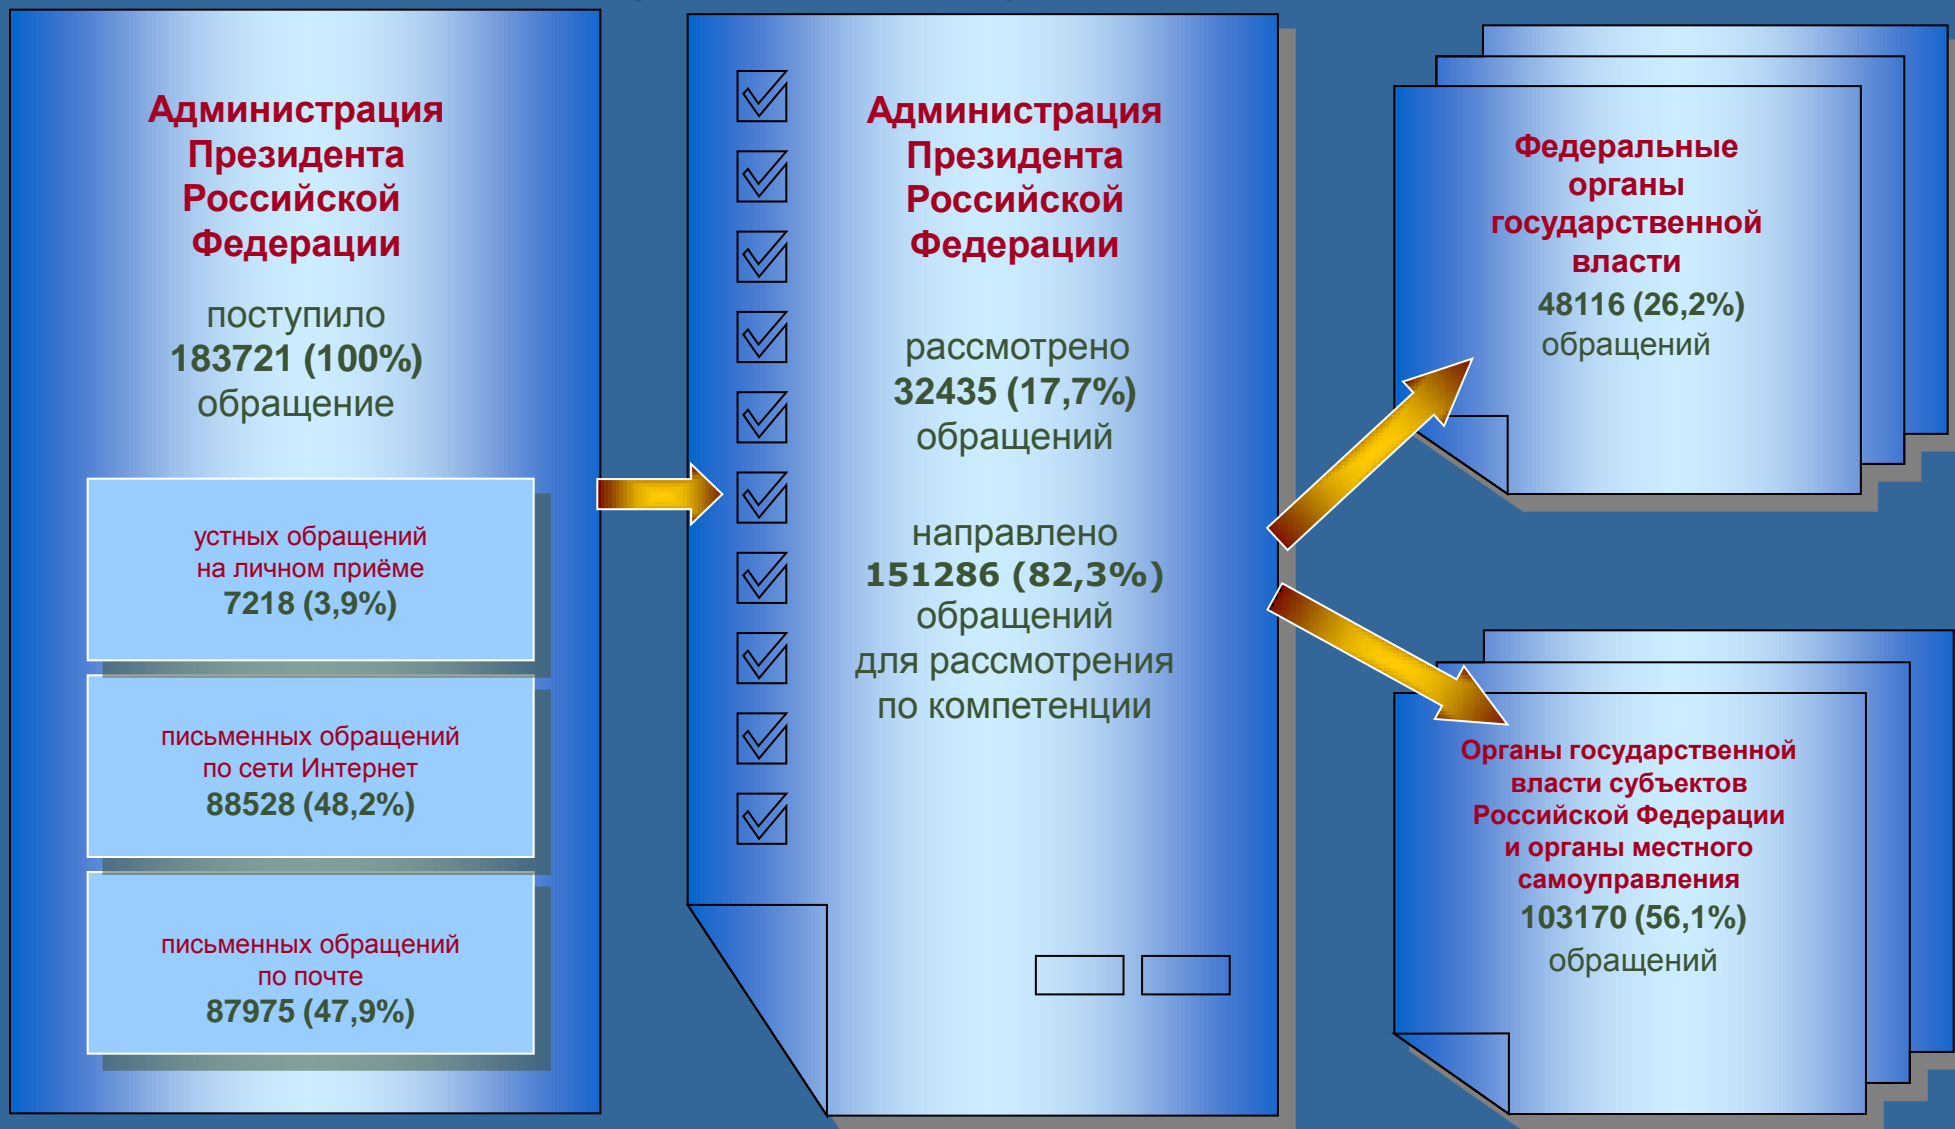 Администрация
Президента
Российской
Федерации
поступило
183721 (100%)
обращение
устных обращений
на личном приёме
7218 (3,9%)
письменных обращений
по сети Интернет
88528 (48,2%)
письменных обращений
по почте
87975 (47,9%)
Администрация
Президента
Российской
Федерации
рассмотрено
32435 (17,7%)
обращений
направлено
151286 (82,3%)
обращений
для рассмотрения
по компетенции
Федеральные
органы
государственной
власти
48116 (26,2%)
обращений
Органы государственной
власти субъектов
Российской Федерации
и органы местного
самоуправления
103170 (56,1%)
обращений